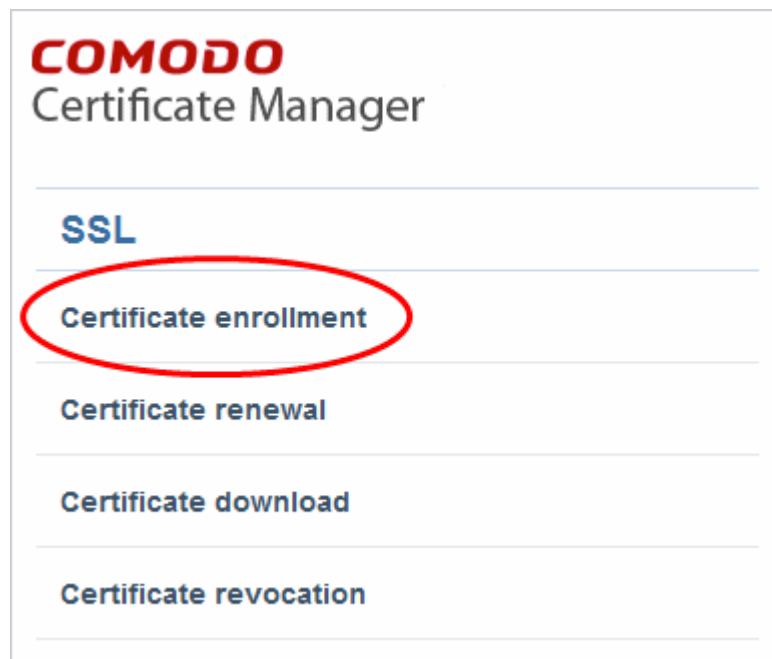 COMODO
Certificate Manager
SSL
Certificate enrollment
Certificate renewal
Certificate download
Certificate revocation